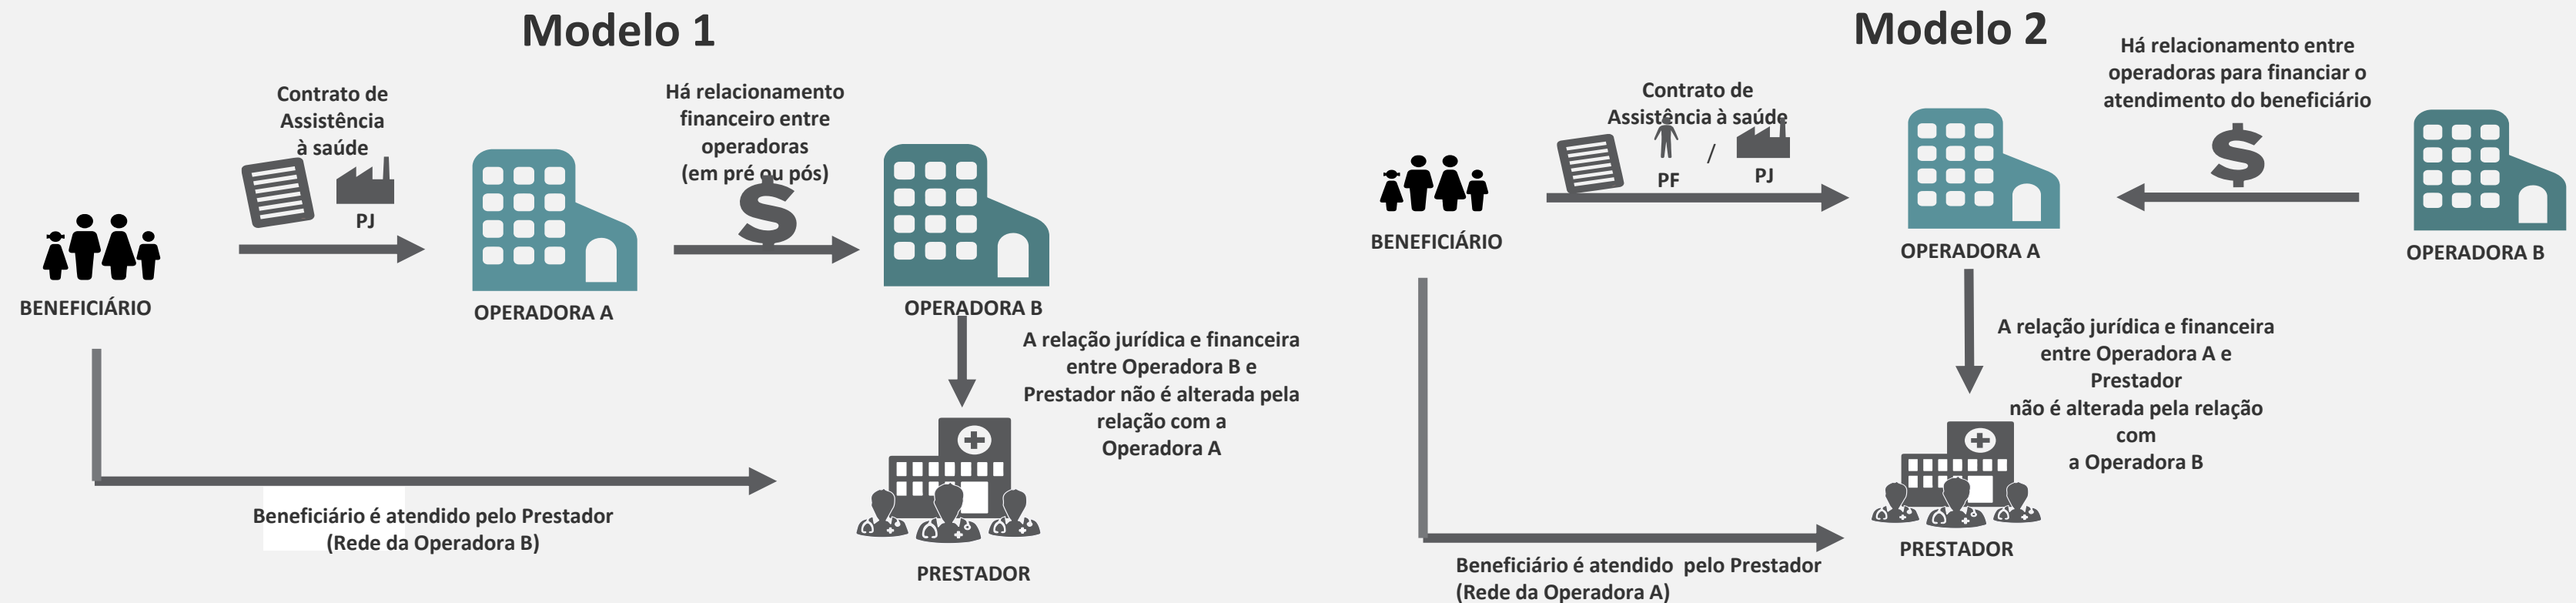 Modelo 1
Contrato de
Assistência
à saúde
PJ
Há relacionamento
financeiro entre
operadoras
(em pré ou pós)
$
BENEFICIÁRIO
OPERADORA A
OPERADORA B
A relação jurídica e financeira
entre Operadora B e
Prestador não é alterada pela
relação com a
Operadora A
Beneficiário é atendido pelo Prestador
(Rede da Operadora B)
PRESTADOR
Modelo 2
Há relacionamento entre
operadoras para financiar o
atendimento do beneficiário
Contrato de
Assistência à saúde
/
PF
PJ
$
BENEFICIÁRIO
OPERADORA A
OPERADORA B
A relação jurídica e financeira
entre Operadora A e
Prestador
não é alterada pela relação
com
a Operadora B
PRESTADOR
Beneficiário é atendido  pelo Prestador
(Rede da Operadora A)